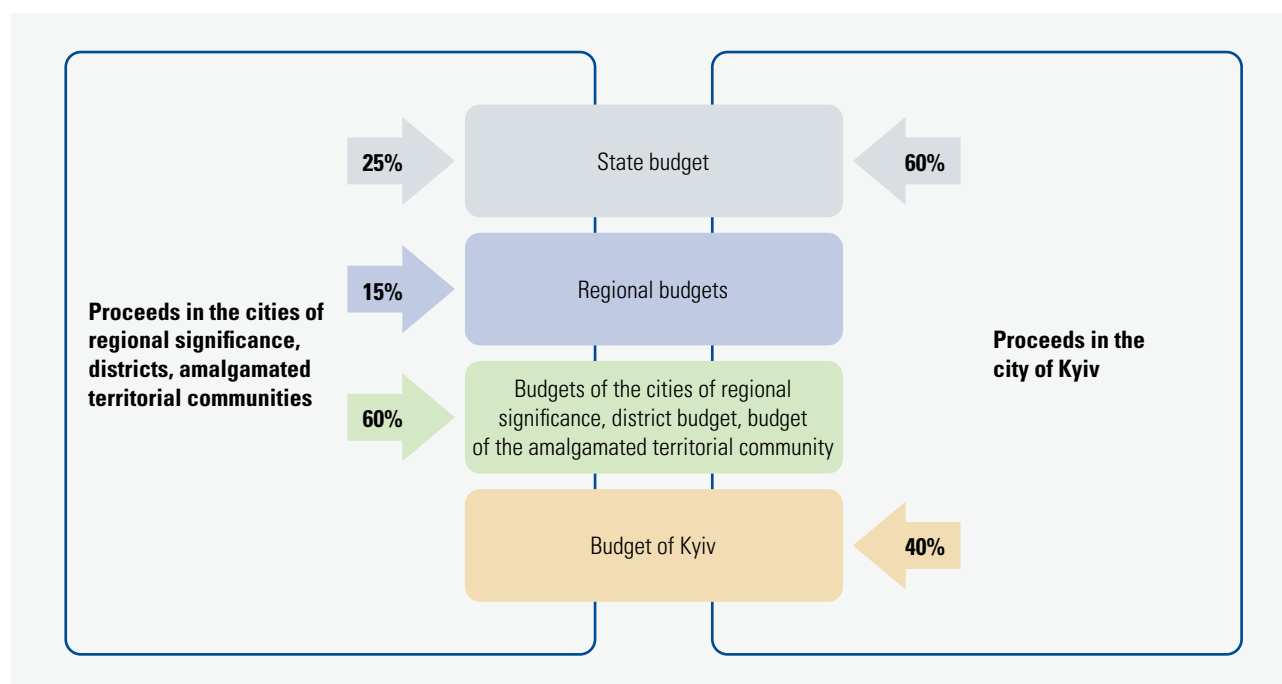 25%
State budget
60%
15%
Regional budgets
Proceeds in the cities of
regional significance,
districts, amalgamated
territorial communities
Proceeds in the
city of Kyiv
60%
Budgets of the cities of regional
significance, district budget, budget
of the amalgamated territorial community
Budget of Kyiv
40%